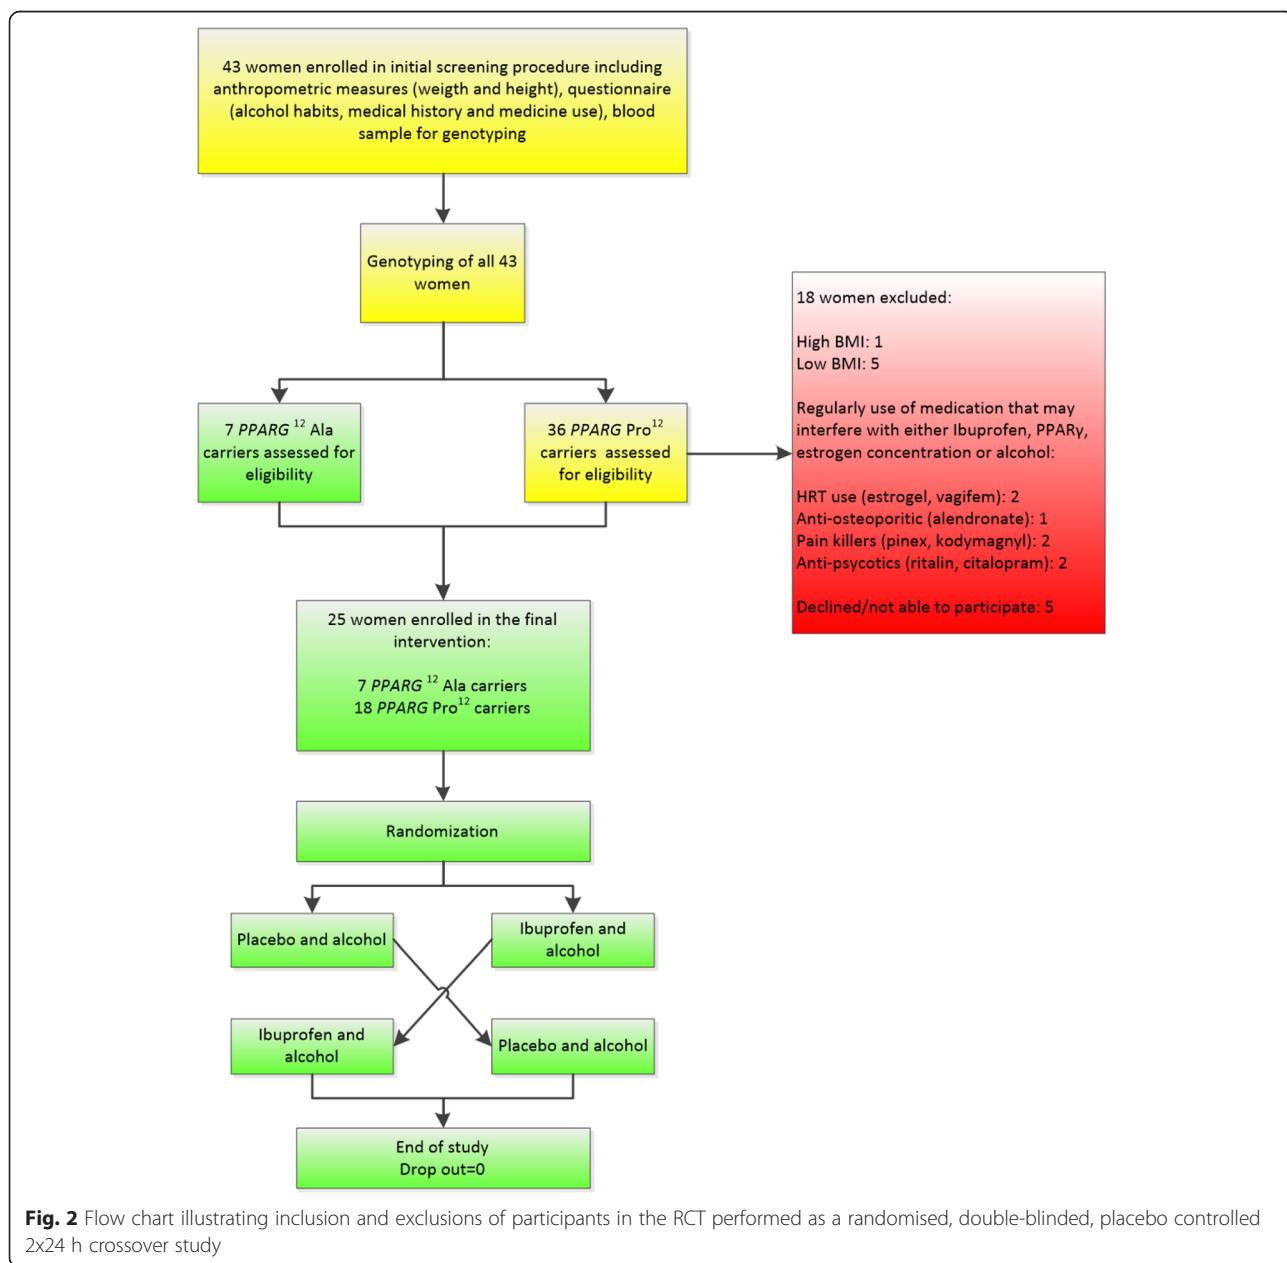 43 women enrolled in initial screening procedure including
anthropometric measures (weigth and height), questionnaire
(alcohol habits, medical history and medicine use), blood
sample for genotyping
Genotyping of all 43
women
7 PPARG 12 Ala
carriers assessed for
eligibility
36 PPARG Pro12
carriers assessed
for eligibility
18 women excluded:
High BMI: 1
Low BMI: 5
Regularly use of medication that may
interfere with either Ibuprofen, PPARγ,
estrogen concentration or alcohol:
HRT use (estrogel, vagifem): 2
Anti-osteoporitic (alendronate): 1
Pain killers (pinex, kodymagnyl): 2
Anti-psycotics (ritalin, citalopram): 2
Declined/not able to participate: 5
25 women enrolled in the final
intervention:
7 PPARG 12 Ala carriers
18 PPARG Pro12 carriers
Randomization
Placebo and alcohol
Ibuprofen and
alcohol
Ibuprofen and
alcohol
Placebo and alcohol
End of study
Drop out=0
Fig. 2 Flow chart illustrating inclusion and exclusions of participants in the RCT performed as a randomised, double-blinded, placebo controlled
2x24 h crossover study